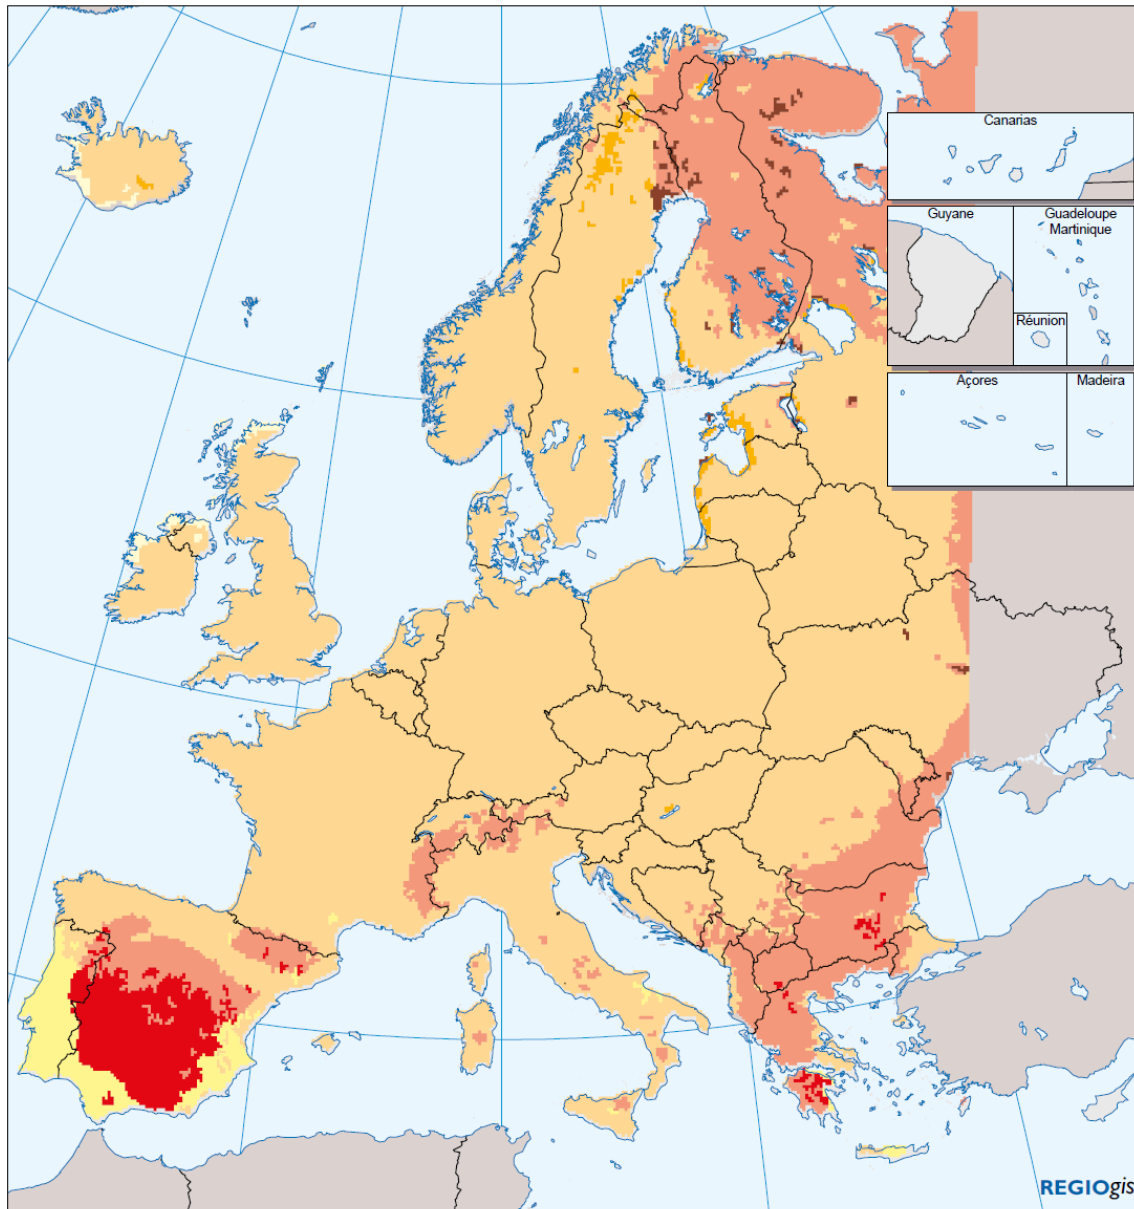 Canarias
Guyane
Guadeloupe
Martinique
Réunion
Açores
Madeira
REGIOgis